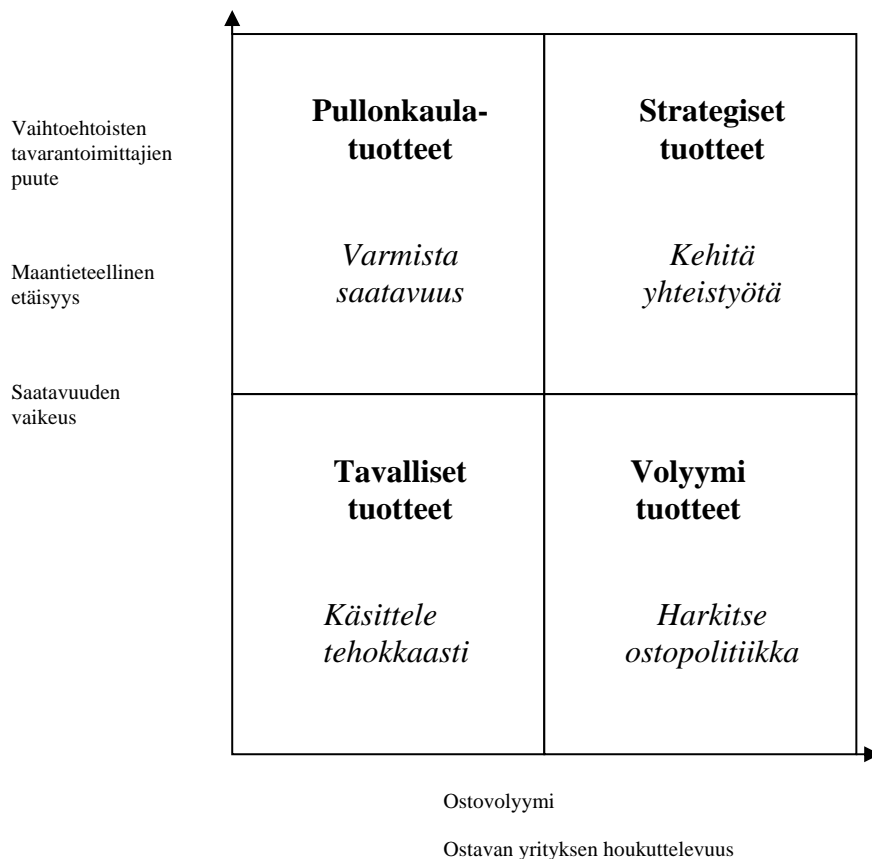 Vaihtoehtoisten
tavarantoimittajien
puute
Maantieteellinen
etäisyys
Saatavuuden
vaikeus
Pullonkaula-
tuotteet
Varmista
saatavuus
Strategiset
tuotteet
Kehitä
yhteistyötä
Tavalliset
tuotteet
Käsittele
tehokkaasti
Volyymi
tuotteet
Harkitse
ostopolitiikka
Ostovolyymi
Ostavan yrityksen houkuttelevuus